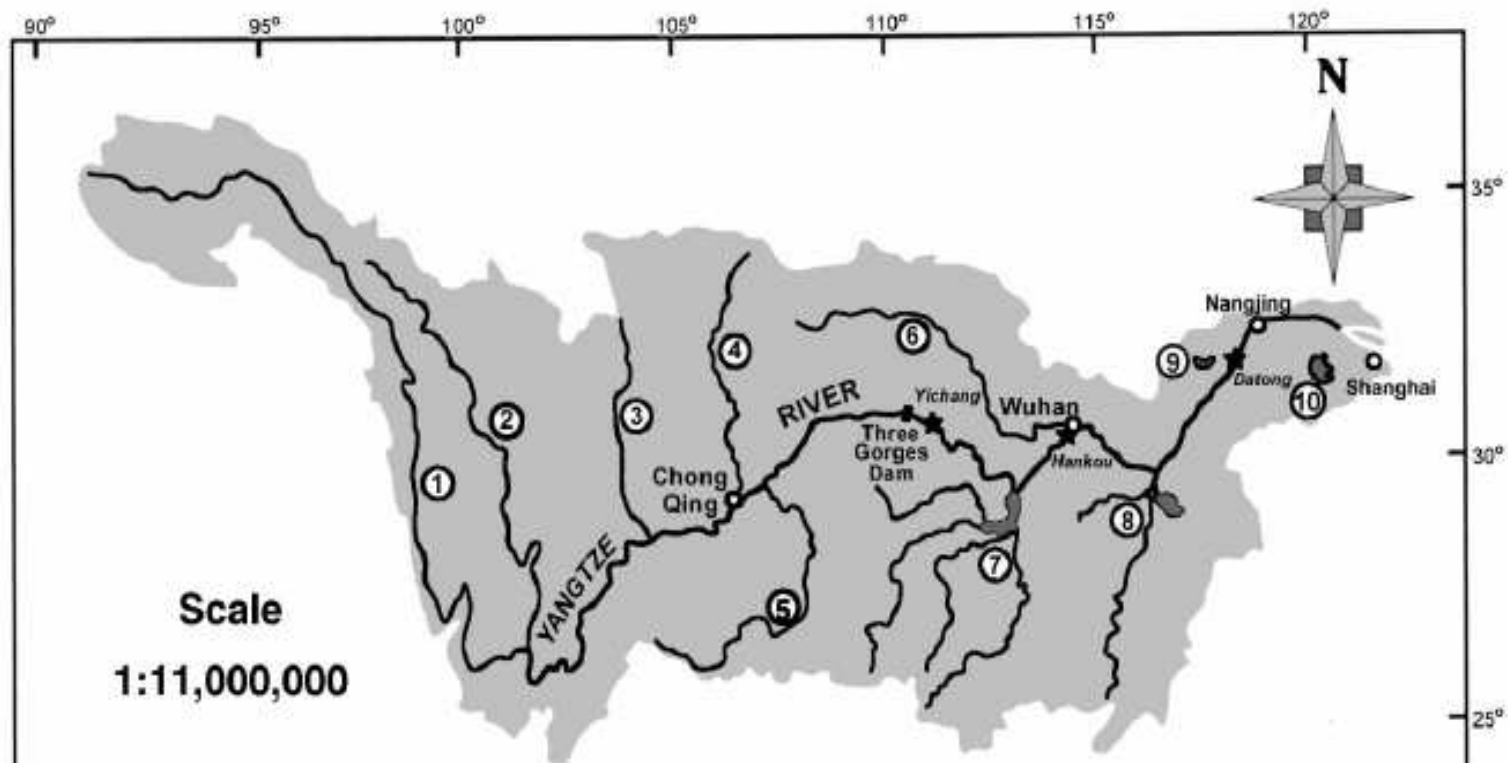 90° 95° 100° 105° 110° 115° 120°
N
35°
Nangjing
9
Datong
Shanghai
10
6
4
RIVER
Yichang
Wuhan
2
3
Three
Gorges
Dam
Hankou
30°
1
Chong
Qing
8
7
YANGTZE
5
Scale
1:11,000,000
25°